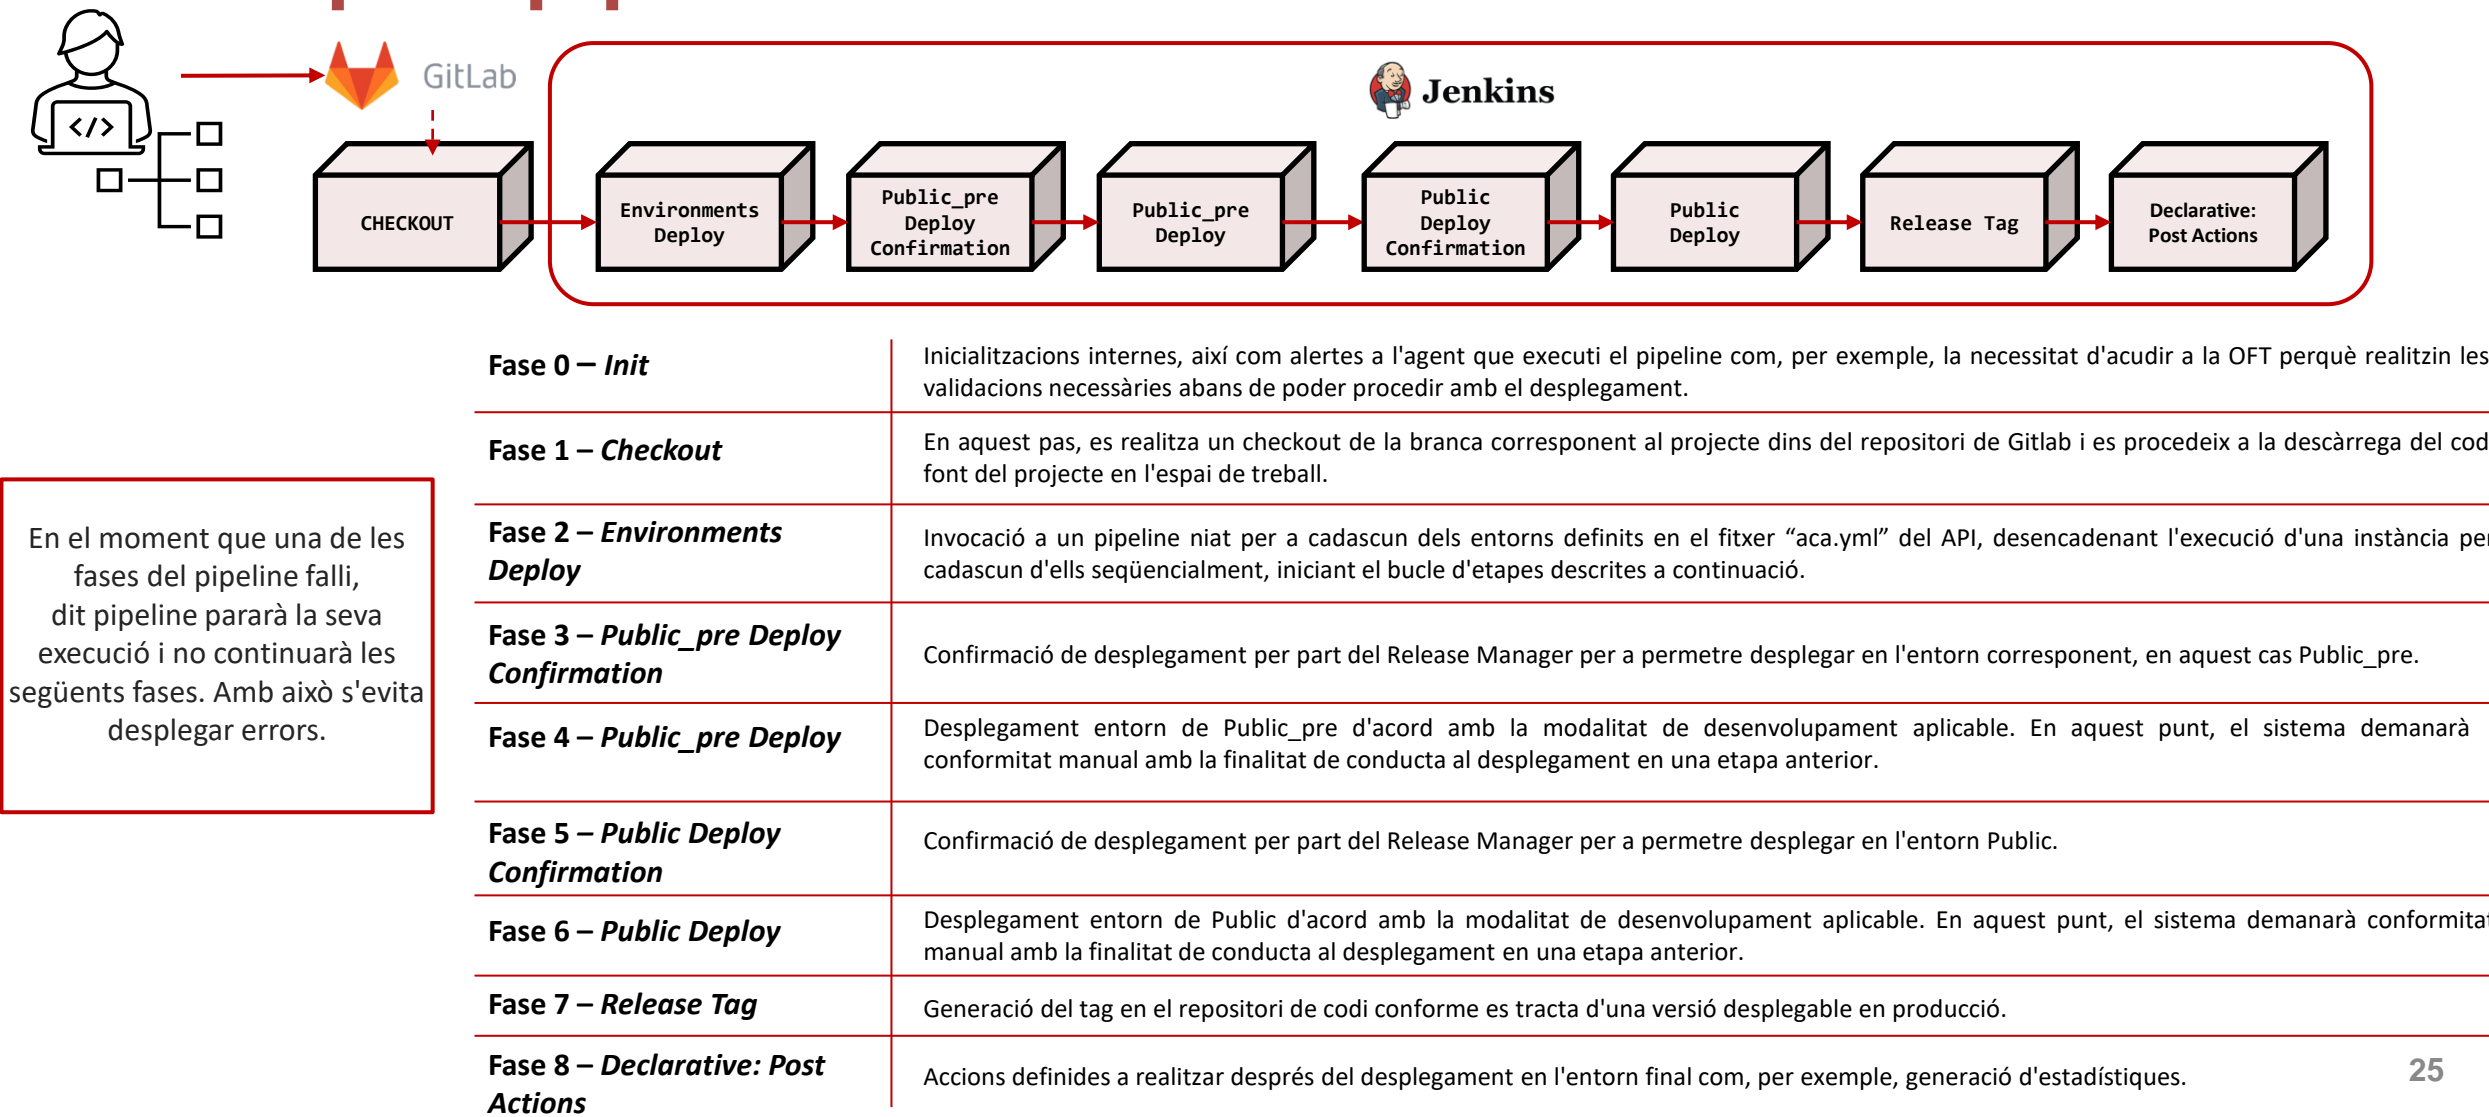 GitLab
Jenkins
</>
CHECKOUT
Environments
Deploy
Public_pre
Deploy
Confirmation
Public_pre
Deploy
Public
Deploy
Confirmation
Public
Deploy
Release Tag
Declarative:
Post Actions
En el moment que una de les
fases del pipeline falli,
dit pipeline pararà la seva
execució i no continuarà les
següents fases. Amb això s'evita
desplegar errors.
Fase 0 – Init
Inicialitzacions internes, així com alertes a l'agent que executi el pipeline com, per exemple, la necessitat d'acudir a la OFT perquè realitzin les
validacions necessàries abans de poder procedir amb el desplegament.
Fase 1 – Checkout
En aquest pas, es realitza un checkout de la branca corresponent al projecte dins del repositori de Gitlab i es procedeix a la descàrrega del codi
font del projecte en l'espai de treball.
Fase 2 – Environments
Deploy
Invocació a un pipeline niat per a cadascun dels entorns definits en el fitxer “aca.yml” del API, desencadenant l'execució d'una instància per
cadascun d'ells seqüencialment, iniciant el bucle d'etapes descrites a continuació.
Fase 3 – Public_pre Deploy
Confirmation
Confirmació de desplegament per part del Release Manager per a permetre desplegar en l'entorn corresponent, en aquest cas Public_pre.
Fase 4 – Public_pre Deploy
Desplegament entorn de Public_pre d'acord amb la modalitat de desenvolupament aplicable. En aquest punt, el sistema demanarà
conformitat manual amb la finalitat de conducta al desplegament en una etapa anterior.
Fase 5 – Public Deploy
Confirmation
Confirmació de desplegament per part del Release Manager per a permetre desplegar en l'entorn Public.
Fase 6 – Public Deploy
Desplegament entorn de Public d'acord amb la modalitat de desenvolupament aplicable. En aquest punt, el sistema demanarà conformitat
manual amb la finalitat de conducta al desplegament en una etapa anterior.
Fase 7 – Release Tag
Generació del tag en el repositori de codi conforme es tracta d'una versió desplegable en producció.
Fase 8 – Declarative: Post
Actions
Accions definides a realitzar després del desplegament en l'entorn final com, per exemple, generació d'estadístiques.
25